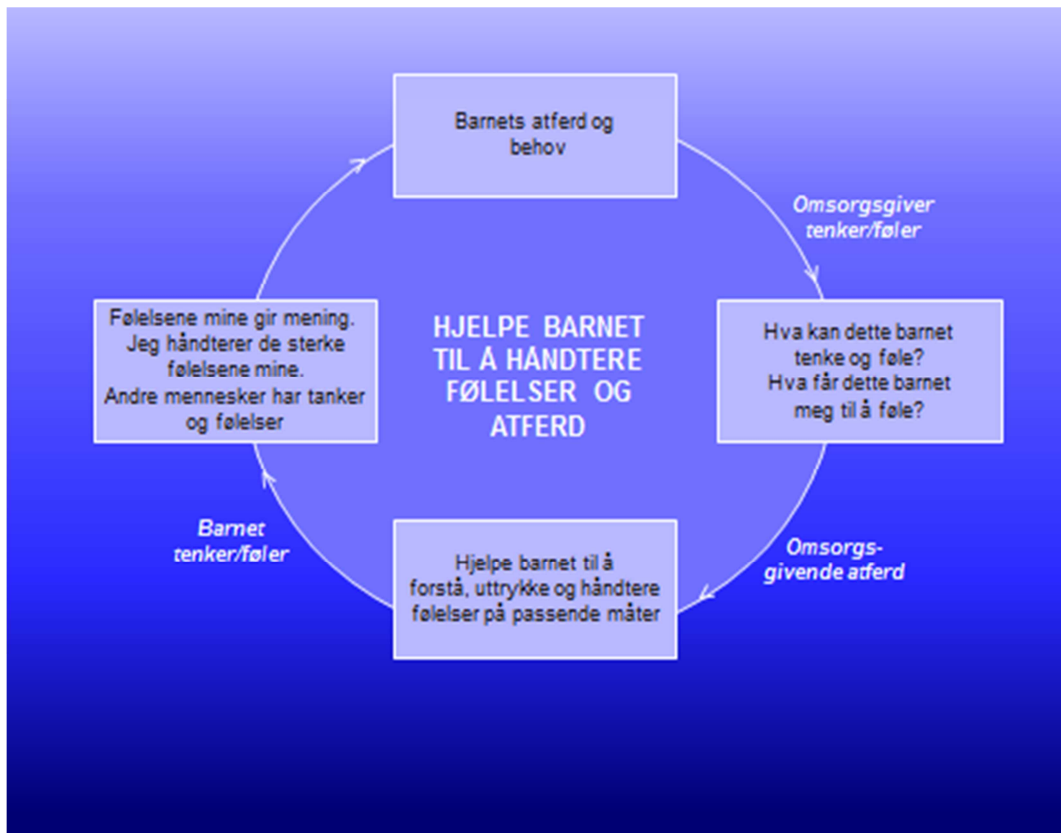 Barnets atferd og
behov
Omsorgsgiver
tenker/føler
Hva kan dette barnet
tenke og føle?
Hva får dette barnet
meg til å føle?
Omsorgs-
givende atferd
Hjelpe barnet til å
forstå, uttrykke og håndtere
følelser på passende måter
Barnet
tenker/føler
Følelsene mine gir mening.
Jeg håndterer de sterke
følelsene mine.
Andre mennesker har tanker
og følelser
HJELPE BARNET
TIL Å HÅNDTERE
FØLELSER OG
ATFERD